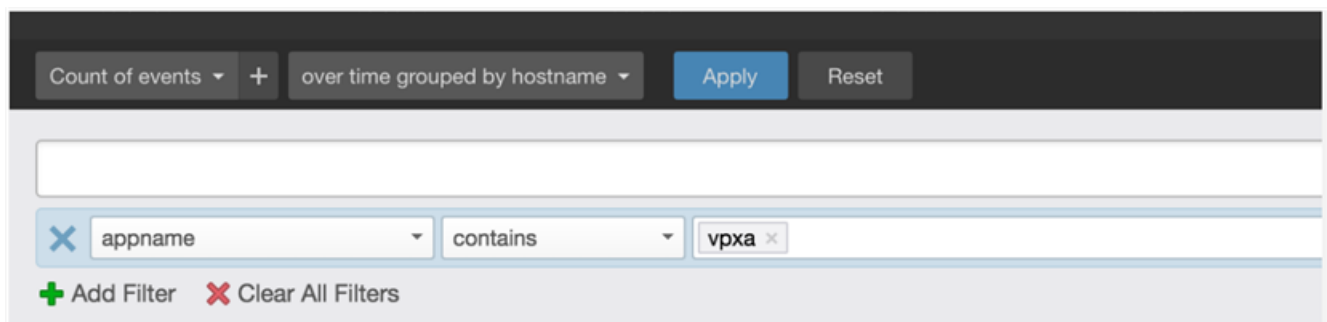 Count of events + over time grouped by hostname Apply Reset
appname contains vpxa ×
Add Filter Clear All Filters